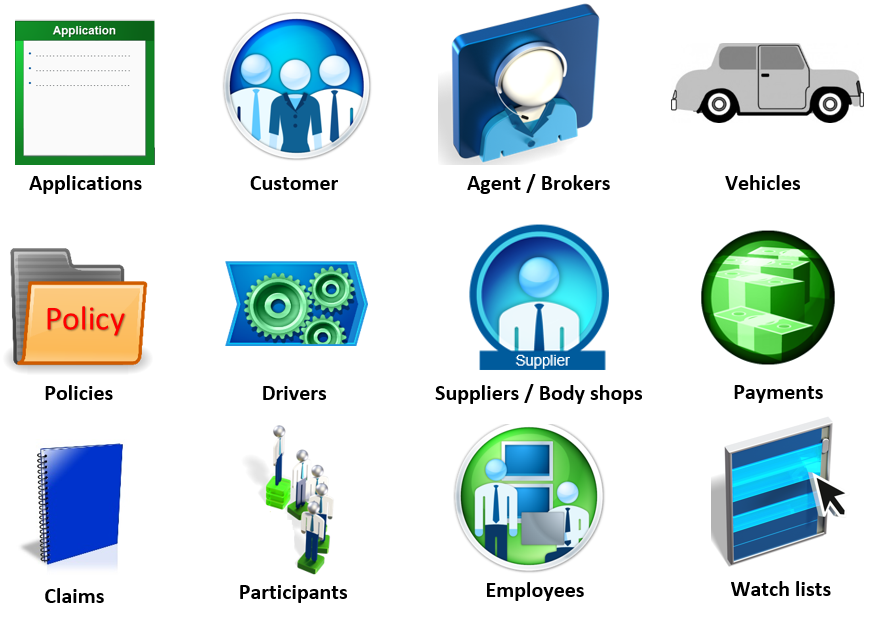 Application
Applications
Customer
Agent / Brokers
Vehicles
Policy
Supplier
Policies
Drivers
Suppliers / Body shops
Payments
Claims
Participants
Employees
Watch lists